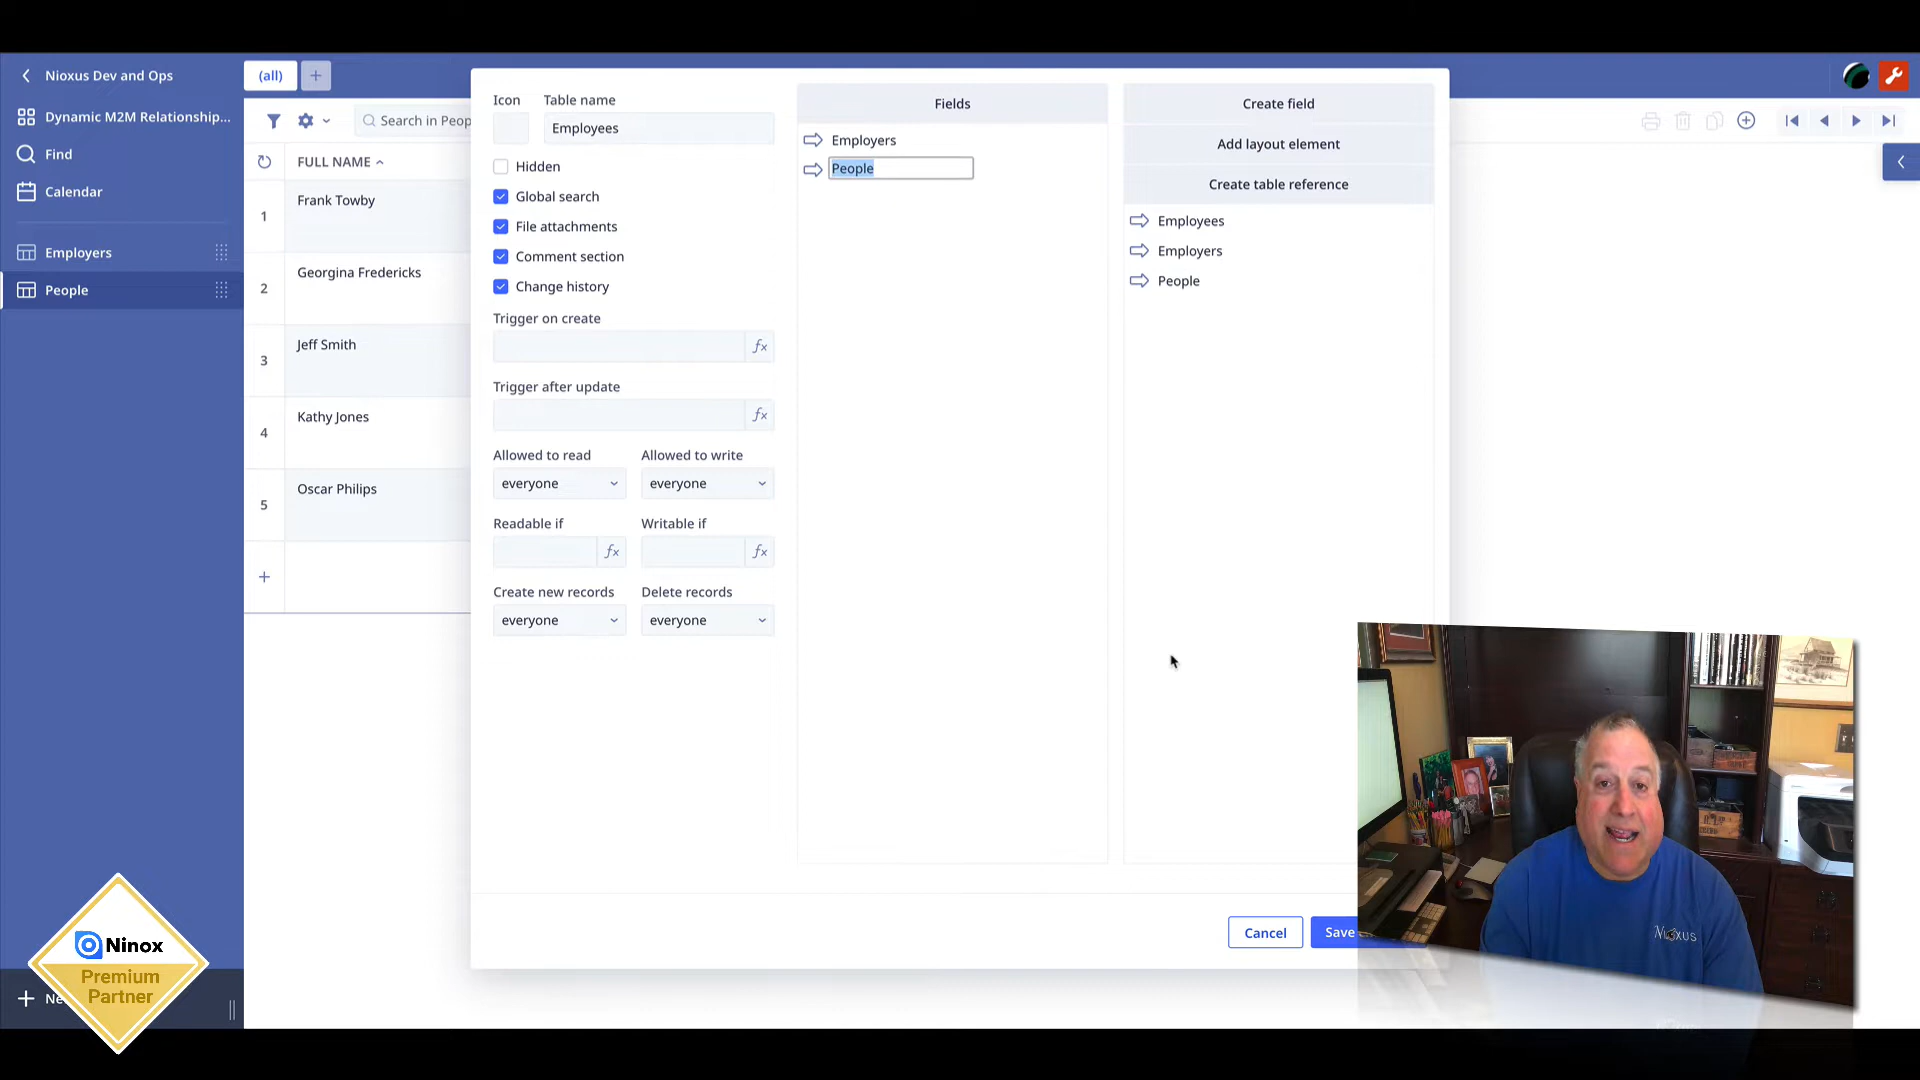 Nioxus Dev and Ops
(all)
Dynamic M2M Relationship...
Find
Calendar
Employers
People
Search in Peop
FULL NAME
1
Frank Towby
2
Georgina Fredericks
3
Jeff Smith
4
Kathy Jones
5
Oscar Philips
Icon
Table name
Employees
Hidden
Global search
File attachments
Comment section
Change history
Trigger on create
fx
Trigger after update
fx
Allowed to read
Allowed to write
everyone
everyone
Readable if
Writable if
fx
fx
Create new records
Delete records
everyone
everyone
Fields
Employers
People
Create field
Add layout element
Create table reference
Employees
Employers
People
Cancel
Save
Ninox
Premium
Partner